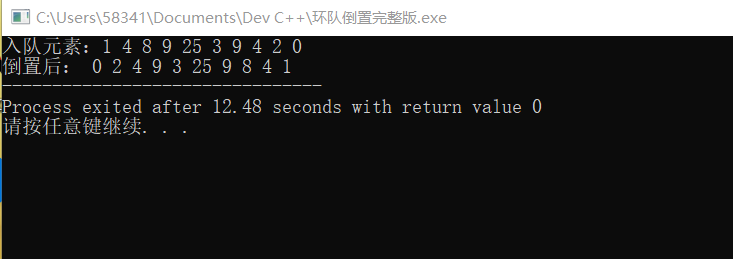 C:\Users\58341\Documents\Dev C++\环队倒置完整版.exe
入队元素：1 4 8 9 25 3 9 4 2 0
倒置后： 0 2 4 9 3 25 9 8 4 1
--------------------------------
Process exited after 12.48 seconds with return value 0
请按任意键继续. . .